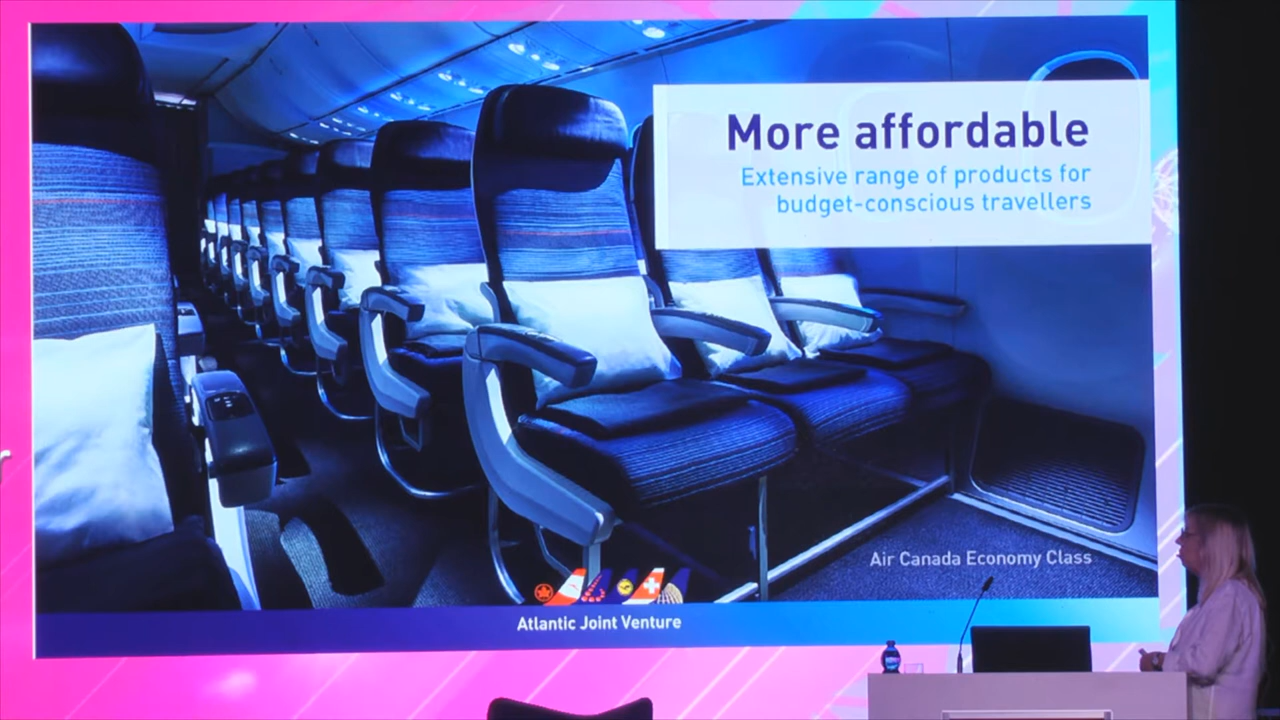 More affordable
Extensive range of products for
budget-conscious travellers
Air Canada Economy Class
Atlantic Joint Venture